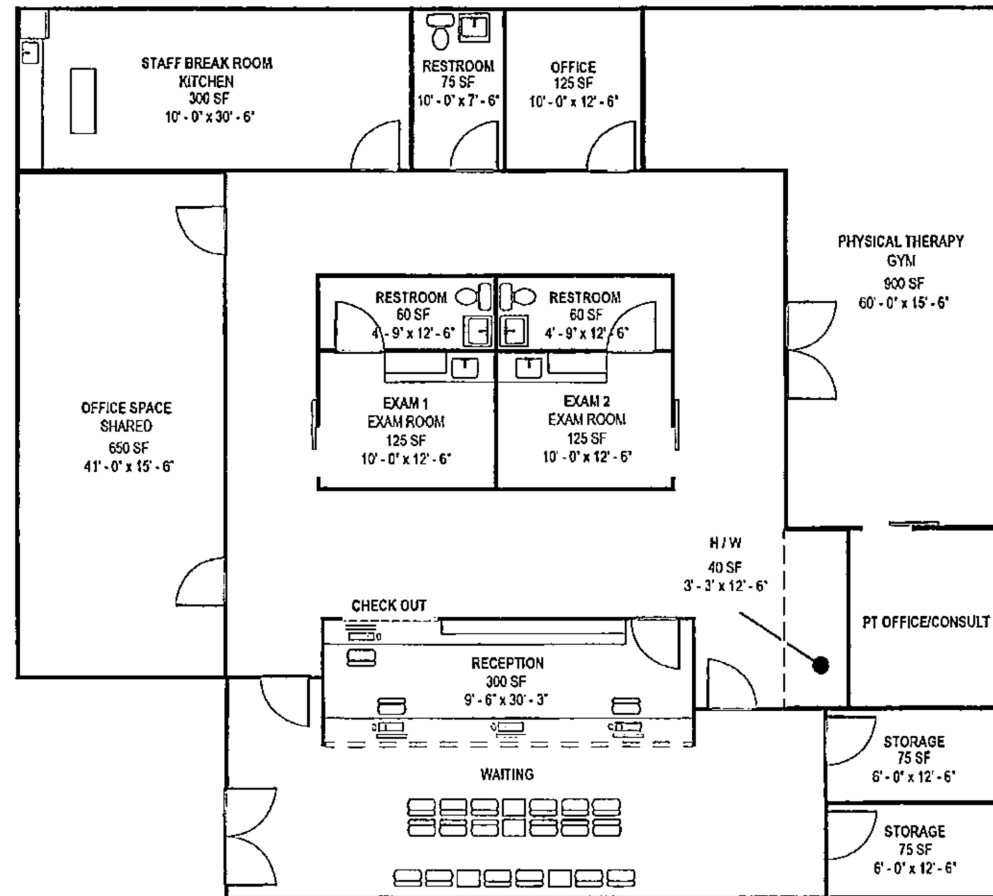 STAFF BREAK ROOM
KITCHEN
300 SF
10' - 0" x 30' - 6"
RESTROOM
75 SF
10' - 0" x 7' - 6"
OFFICE
125 SF
10' - 0" x 12' - 6"
PHYSICAL THERAPY
GYM
900 SF
60' - 0" x 15' - 6"
RESTROOM
60 SF
4' - 9" x 12' - 6"
RESTROOM
60 SF
4' - 9" x 12' - 6"
OFFICE SPACE
SHARED
650 SF
41' - 0" x 15' - 6"
EXAM 1
EXAM ROOM
125 SF
10' - 0" x 12' - 6"
EXAM 2
EXAM ROOM
125 SF
10' - 0" x 12' - 6"
H / W
40 SF
3' - 3" x 12' - 6"
CHECK OUT
PT OFFICE/CONSULT
RECEPTION
300 SF
9' - 6" x 30' - 3"
WAITING
STORAGE
75 SF
6' - 0" x 12' - 6"
STORAGE
75 SF
6' - 0" x 12' - 6"